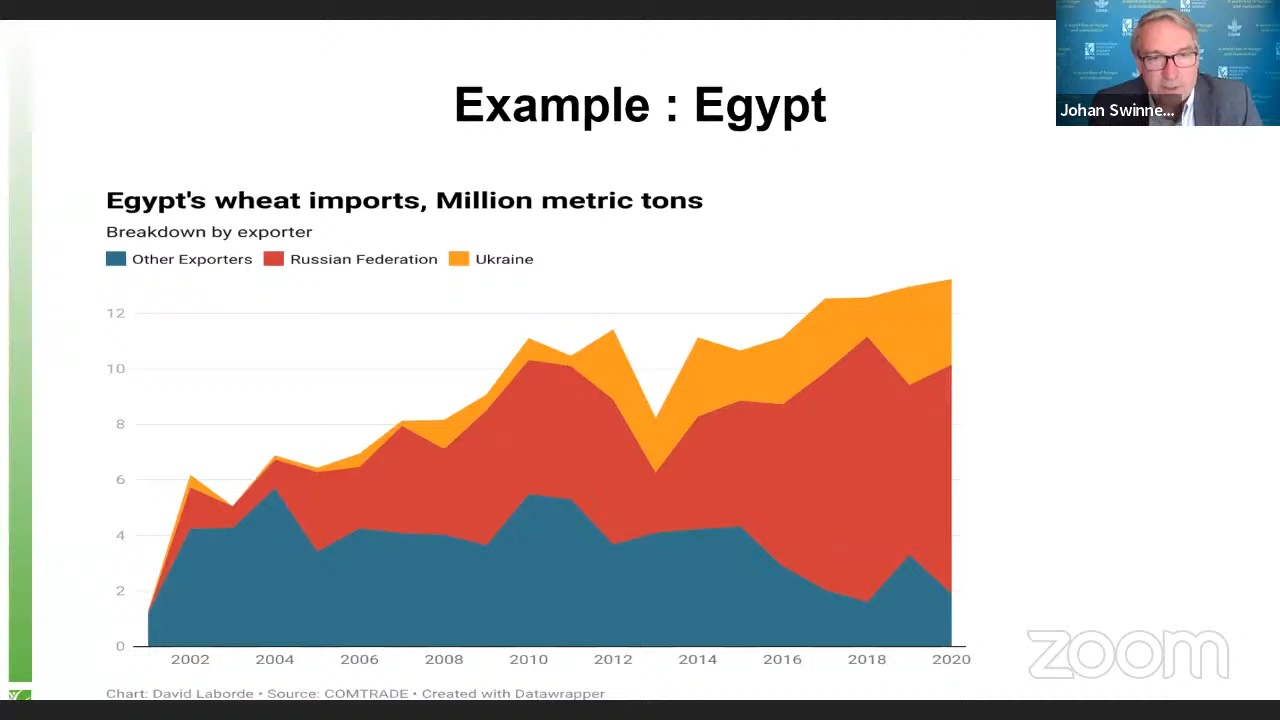 Example : Egypt
Johan Swinne...
Egypt's wheat imports, Million metric tons
Breakdown by exporter
Other Exporters Russian Federation Ukraine
12
10
8
6
4
2
0
2002 2004 2006 2008 2010 2012 2014 2016 2018 2020
Chart: David Laborde • Source: COMTRADE • Created with Datawrapper
zoom